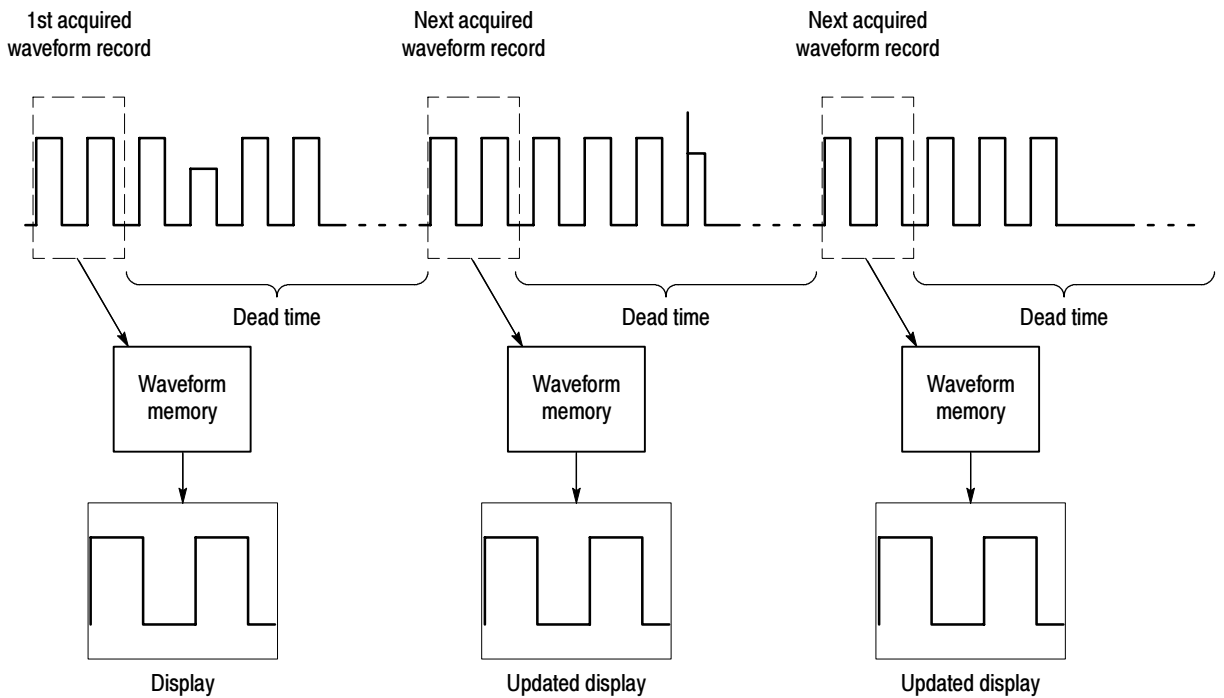 1st acquired
waveform record
Next acquired
waveform record
Next acquired
waveform record
Dead time
Dead time
Dead time
Waveform
memory
Waveform
memory
Waveform
memory
Display
Updated display
Updated display